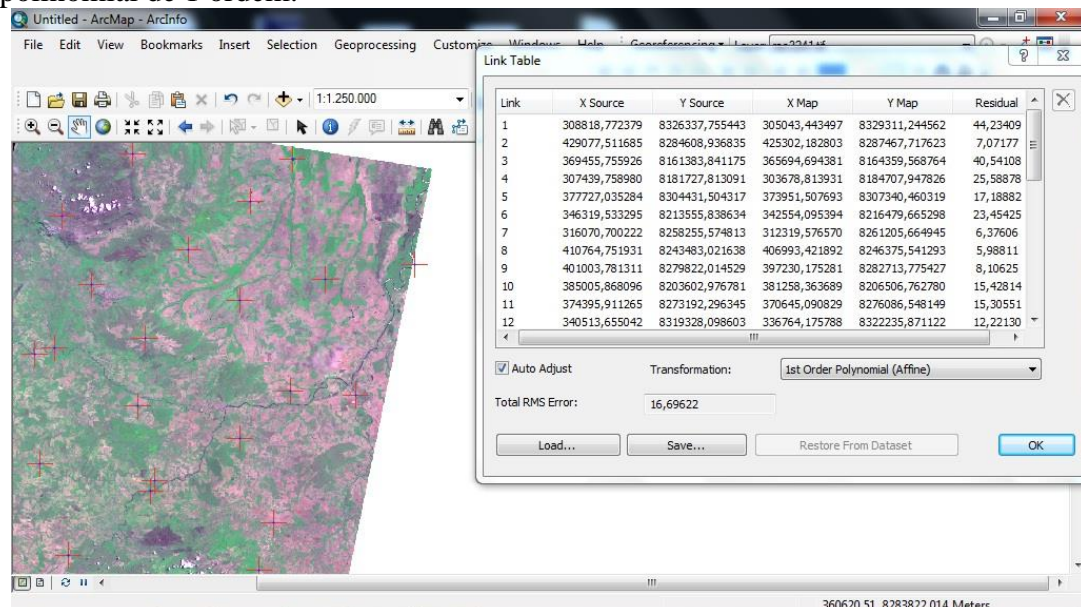 polinomial de 1ª ordem.
Untitled - ArcMap - ArcInfo
File Edit View Bookmarks Insert Selection Geoprocessing Customize Windows Help Georeferencing
Link Table
1:1.250.000
Link X Source Y Source X Map Y Map Residual
1 308818,772379 8326337,755443 305043,443497 8329311,244562 44,23409
2 429077,511685 8284608,936835 425302,182803 8287467,717623 7,07177
3 369455,755926 8161383,841175 365694,694381 8164359,568764 40,54108
4 307439,758980 8181727,813091 303678,813931 8184707,947826 25,58878
5 377727,035284 8304431,504317 373951,507693 8307340,460319 17,18882
6 346319,533295 8213555,838634 342554,095394 8216479,665298 23,45425
7 316070,700222 8258255,574813 312319,576570 8261205,664945 6,37606
8 410764,751931 8243483,021638 406993,421892 8246375,541293 5,98811
9 401003,781311 8279822,014529 397230,175281 8282713,775427 8,10625
10 385005,868096 8203602,976781 381258,363689 8206506,762780 15,42814
11 374395,911265 8273192,296345 370645,090829 8276086,548149 15,30551
12 340513,655042 8319328,098603 336764,175788 8322235,871122 12,22130
Auto Adjust Transformation: 1st Order Polynomial (Affine)
Total RMS Error: 16,69622
Load... Save... Restore From Dataset OK
360620,51 8283822,014 Meters